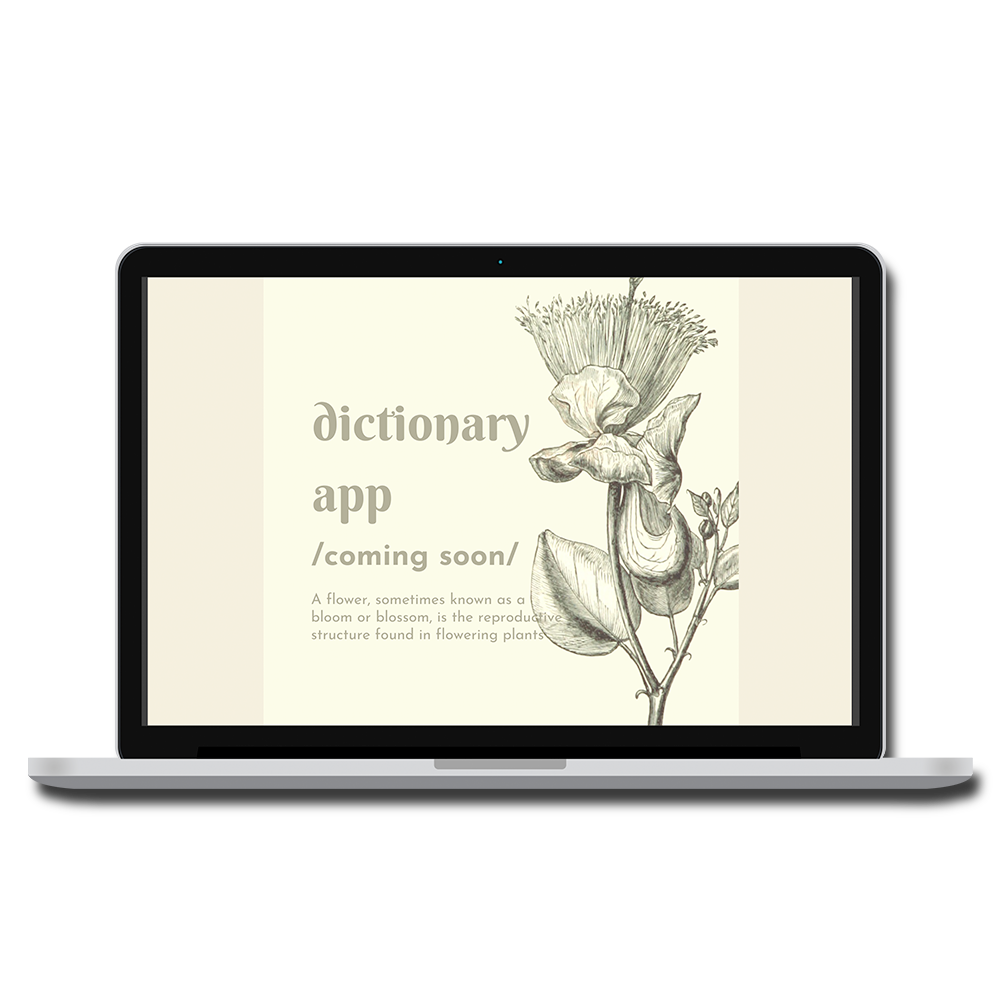 dictionary
app
/coming soon/
A flower, sometimes known as a
bloom or blossom, is the reproductive
structure found in flowering plants